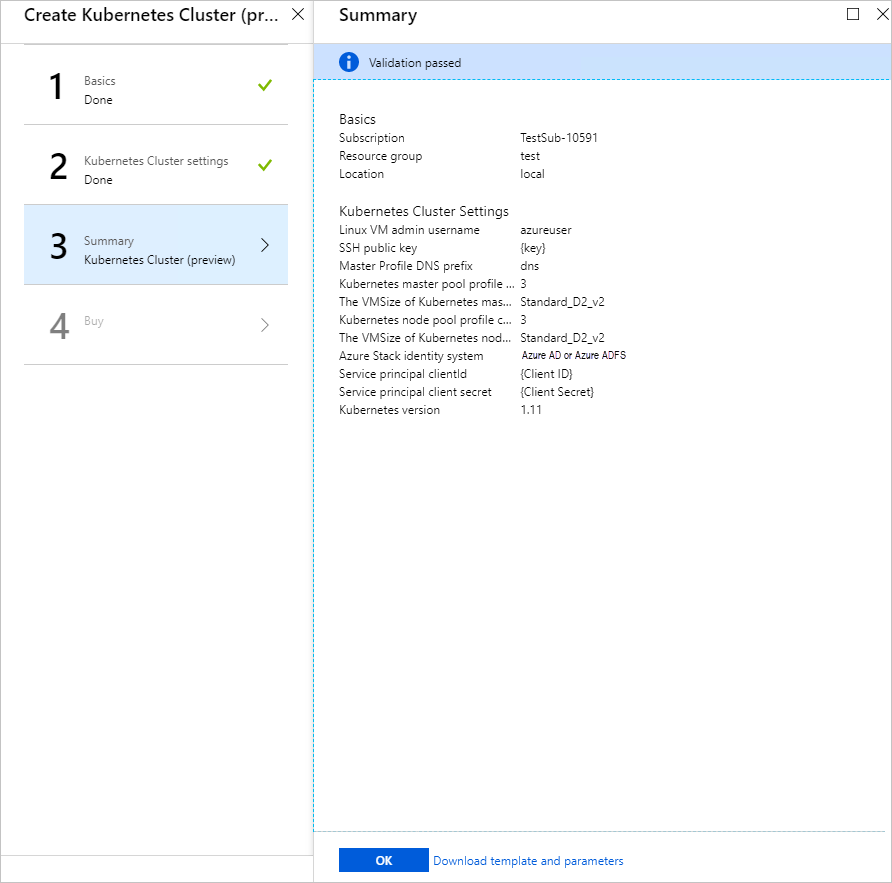 Create Kubernetes Cluster (pr...
1
Basics
Done
2
Kubernetes Cluster settings
Done
3
Summary
Kubernetes Cluster (preview)
4
Buy
Summary
Validation passed
Basics
Subscription TestSub-10591
Resource group test
Location local
Kubernetes Cluster Settings
Linux VM admin username azureuser
SSH public key {key}
Master Profile DNS prefix dns
Kubernetes master pool profile ... 3
The VMSize of Kubernetes mas... Standard_D2_v2
Kubernetes node pool profile c... 3
The VMSize of Kubernetes nod... Standard_D2_v2
Azure Stack identity system Azure AD or Azure ADFS
Service principal clientId {Client ID}
Service principal client secret {Client Secret}
Kubernetes version 1.11
OK Download template and parameters